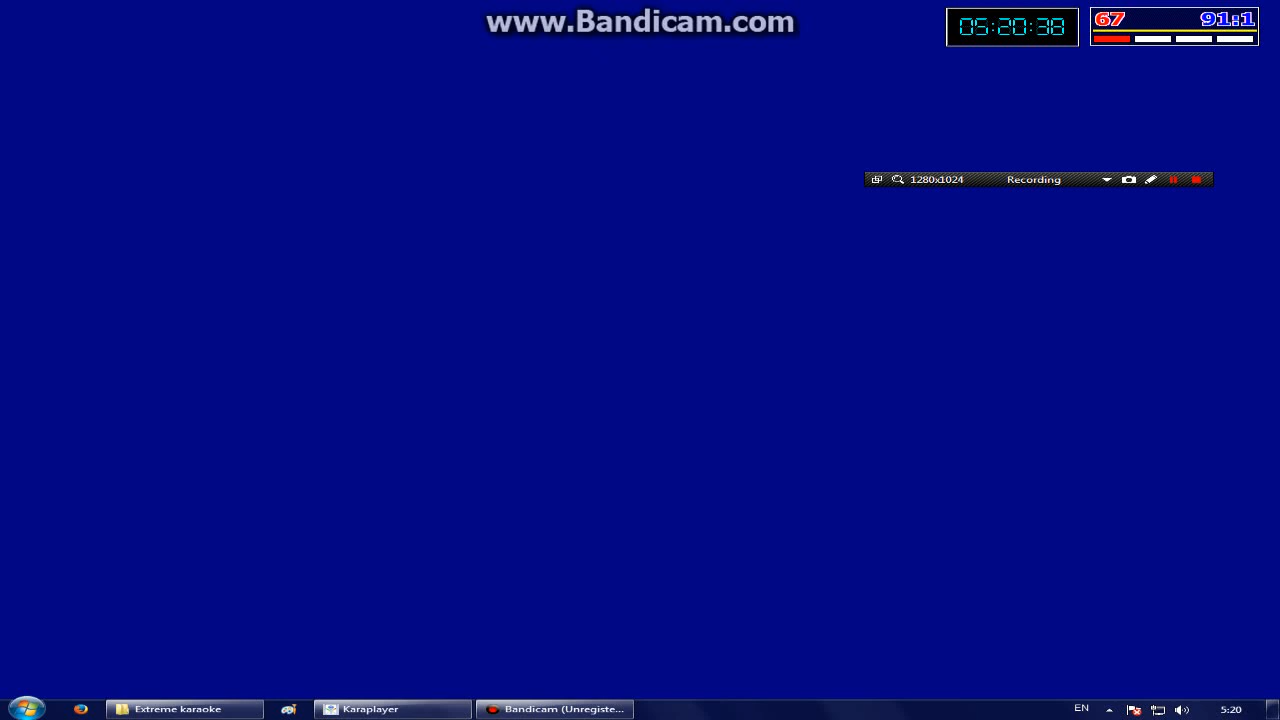 www.Bandicam.com
05:20:38
67 91:1
1280x1024 Recording
Extreme karaoke Karaplayer Bandicam (Unregiste... EN 5:20